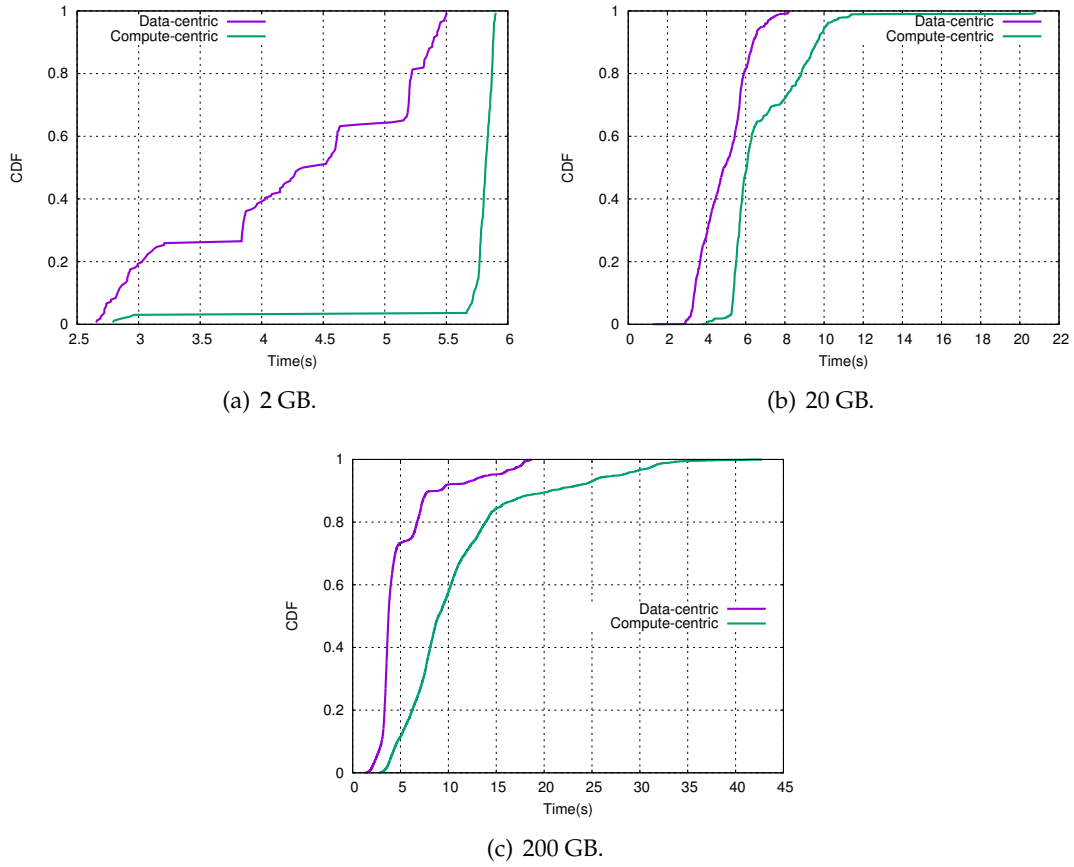 1
0.8
0.6
0.4
0.2
0
CDF
Data-centric
Compute-centric
2.5 3 3.5 4 4.5 5 5.5 6
Time(s)
(a) 2 GB.
1
0.8
0.6
0.4
0.2
0
CDF
Data-centric
Compute-centric
0 2 4 6 8 10 12 14 16 18 20 22
Time(s)
(b) 20 GB.
1
0.8
0.6
0.4
0.2
0
CDF
Data-centric
Compute-centric
0 5 10 15 20 25 30 35 40 45
Time(s)
(c) 200 GB.